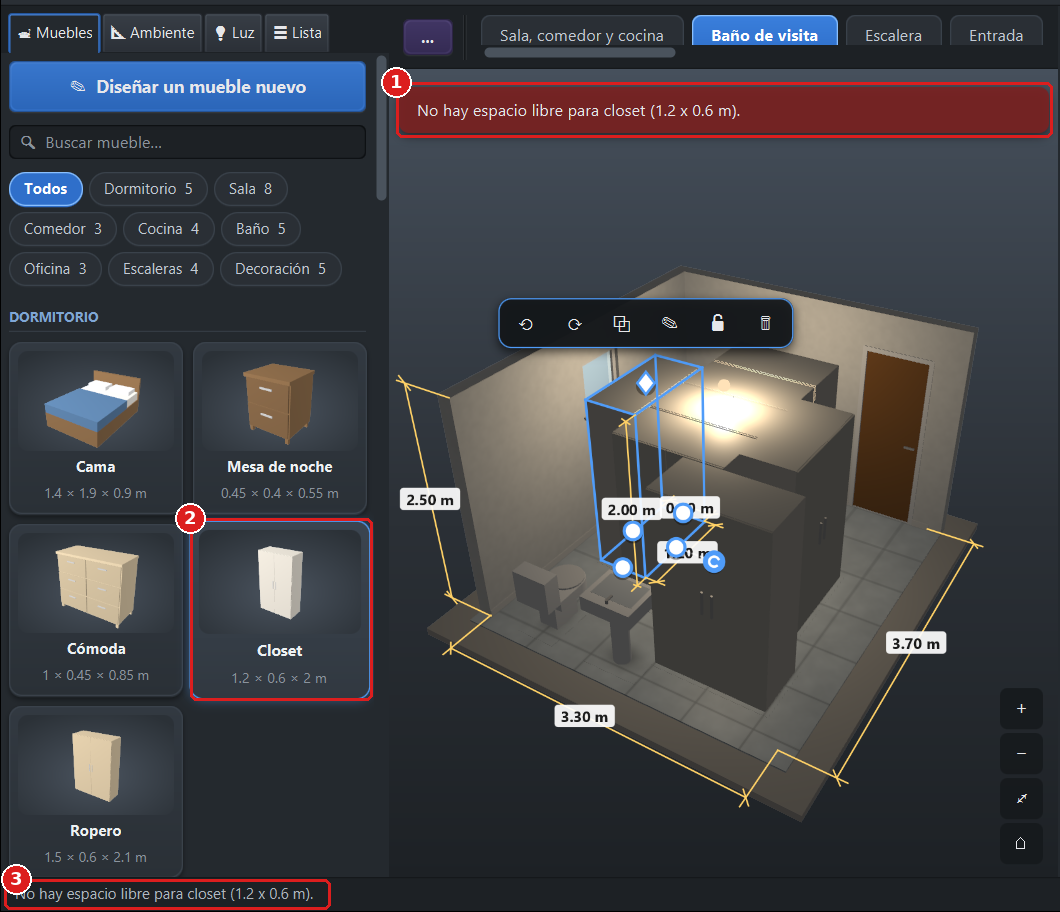 Muebles Ambiente Luz Lista
... Sala, comedor y cocina Baño de visita Escalera Entrada
Diseñar un mueble nuevo
1
No hay espacio libre para closet (1.2 x 0.6 m).
Buscar mueble...
Todos Dormitorio 5 Sala 8
Comedor 3 Cocina 4 Baño 5
Oficina 3 Escaleras 4 Decoración 5
DORMITORIO
Cama
1.4 × 1.9 × 0.9 m
Mesa de noche
0.45 × 0.4 × 0.55 m
2
Cómoda
1 × 0.45 × 0.85 m
Closet
1.2 × 0.6 × 2 m
Ropero
1.5 × 0.6 × 2.1 m
2.50 m
2.00 m
3.70 m
3.30 m
3
No hay espacio libre para closet (1.2 x 0.6 m).